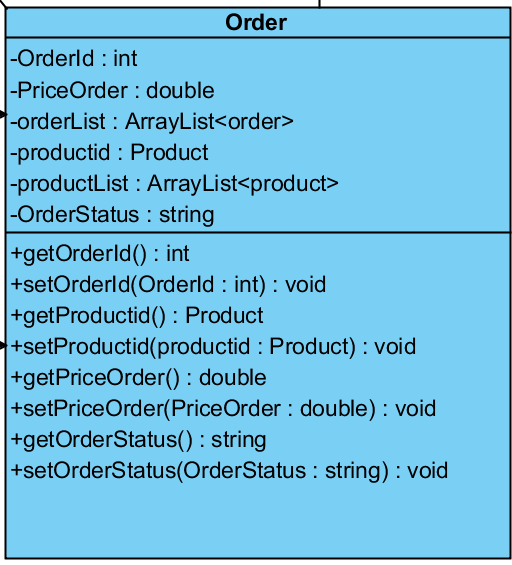 Order
-OrderId : int
-PriceOrder : double
-orderList : ArrayList<order>
-productid : Product
-productList : ArrayList<product>
-OrderStatus : string
+getOrderId() : int
+setOrderId(OrderId : int) : void
+getProductid() : Product
+setProductid(productid : Product) : void
+getPriceOrder() : double
+setPriceOrder(PriceOrder : double) : void
+getOrderStatus() : string
+setOrderStatus(OrderStatus : string) : void